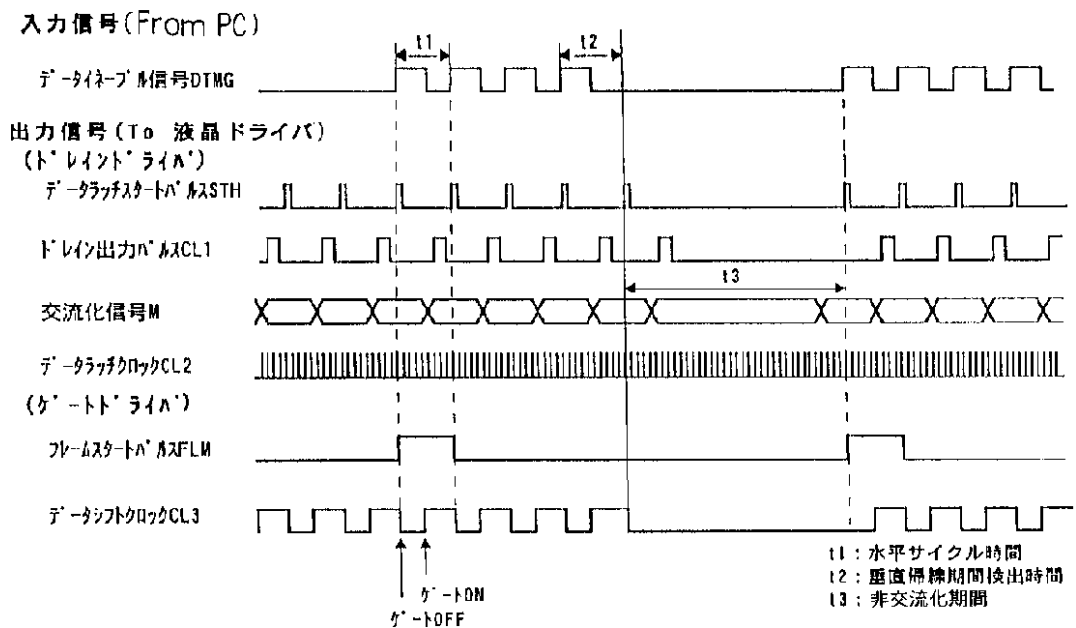 入力信号(From PC)
t1
t2
データイネーブル信号DTMG
出力信号(To 液晶ドライバ)
(ドレインドライバ)
データラッチスタートパルスSTH
ドレイン出力パルスCL1
t3
交流化信号M
データラッチクロックCL2
(ゲートドライバ)
フレームスタートパルスFLM
データシフトクロックCL3
ゲートON
ゲートOFF
t1：水平サイクル時間
t2：垂直帰線期間検出時間
t3：非交流化期間